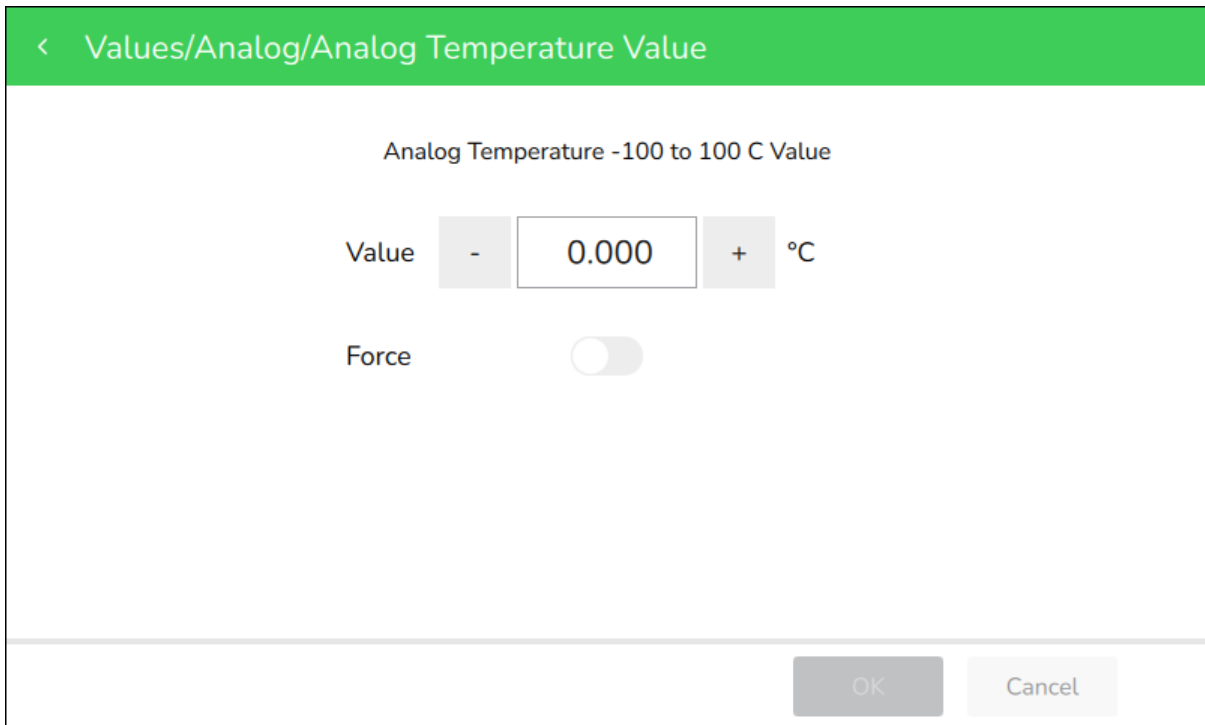 < Values/Analog/Analog Temperature Value
Analog Temperature -100 to 100 C Value
Value - 0.000 + °C
Force
OK Cancel